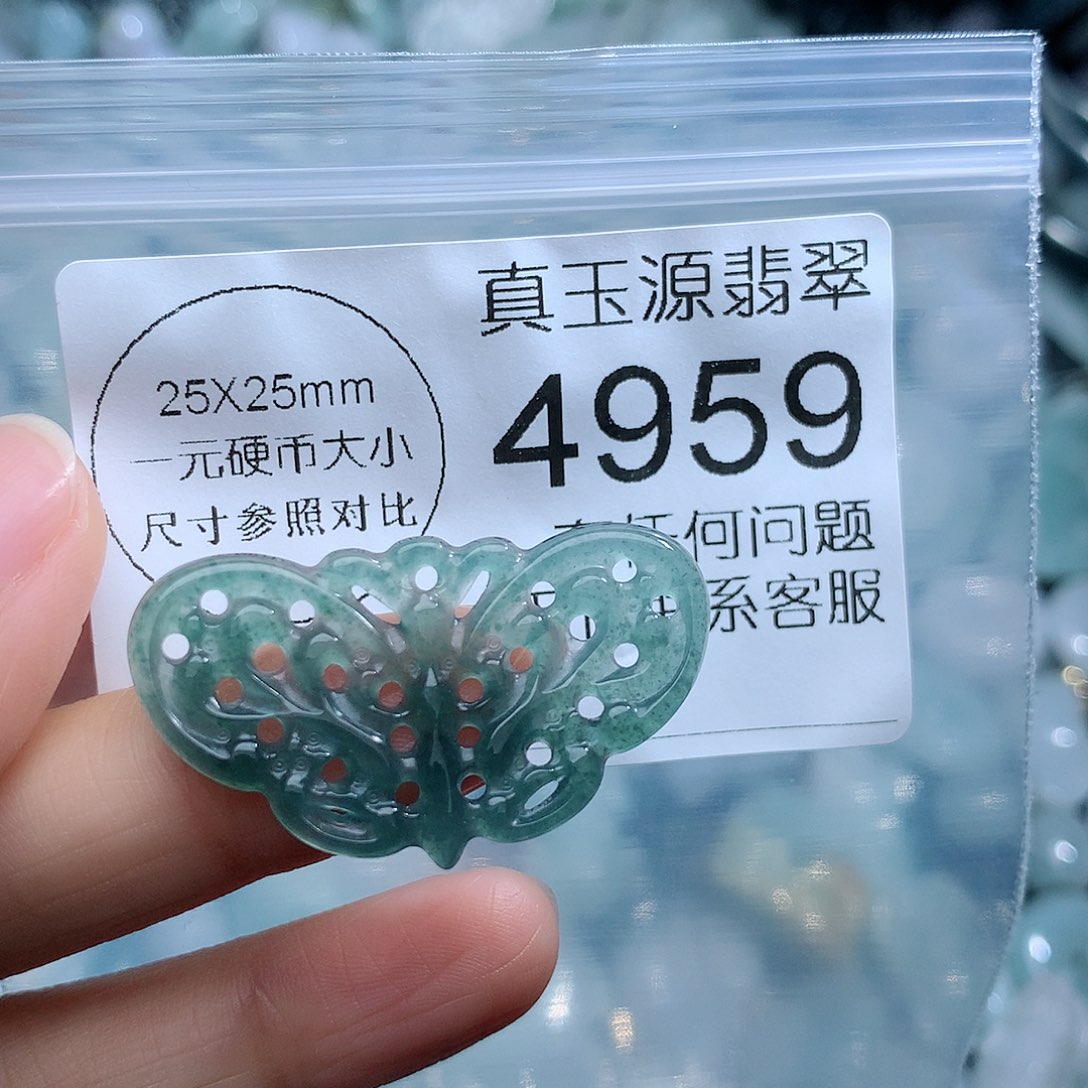 真玉源翡翠
4959
25X25mm
一元硬币大小
尺寸参照对比
任何问题
系客服